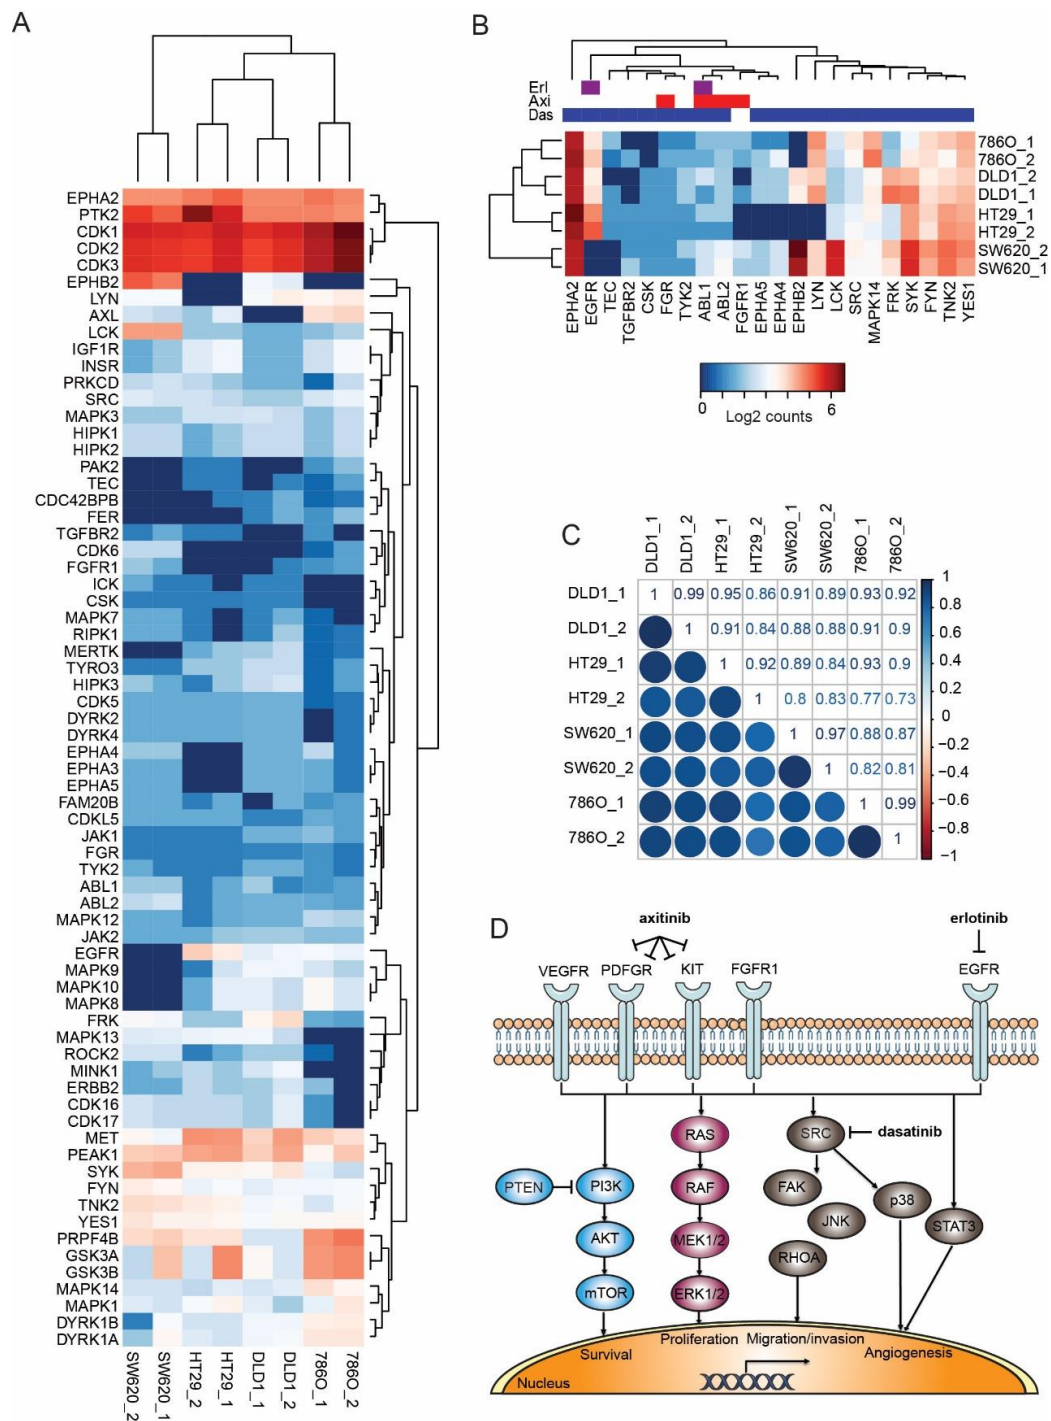 A
EPHA2
PTK2
CDK1
CDK2
CDK3
EPHB2
LYN
AXL
LCK
IGF1R
INSR
PRKCD
SRC
MAPK3
HIPK1
HIPK2
PAK2
TEC
CDC42BPB
FER
TGFBR2
CDK6
FGFR1
ICK
CSK
MAPK7
RIPK1
MERTK
TYRO3
HIPK3
CDK5
DYRK2
DYRK4
EPHA4
EPHA3
EPHA5
FAM20B
CDKL5
JAK1
FGR
TYK2
ABL1
ABL2
MAPK12
JAK2
EGFR
MAPK9
MAPK10
MAPK8
FRK
MAPK13
ROCK2
MINK1
ERBB2
CDK16
CDK17
MET
PEAK1
SYK
FYN
TNK2
YES1
PRPF4B
GSK3A
GSK3B
MAPK14
MAPK1
DYRK1B
DYRK1A
SW620_2
SW620_1
HT29_2
HT29_1
DLD1_1
DLD1_2
786O_1
786O_2
B
Erl
Axi
Das
786O_1
786O_2
DLD1_2
DLD1_1
HT29_1
HT29_2
SW620_2
SW620_1
EPHA2
EGFR
TEC
TGFBR2
CSK
FGR
TYK2
ABL1
ABL2
FGFR1
EPHA5
EPHA4
EPHB2
LYN
LCK
SRC
MAPK14
FRK
SYK
FYN
TNK2
YES1
0 6
Log2 counts
C
DLD1_1 DLD1_2 HT29_1 HT29_2 SW620_1 SW620_2 786O_1 786O_2
DLD1_1 1 0.99 0.95 0.86 0.91 0.89 0.93 0.92
DLD1_2 1 0.91 0.84 0.88 0.88 0.91 0.9
HT29_1 1 0.92 0.89 0.84 0.93 0.9
HT29_2 1 0.8 0.83 0.77 0.73
SW620_1 1 0.97 0.88 0.87
SW620_2 1 0.82 0.81
786O_1 1 0.99
786O_2 1
1
0.8
0.6
0.4
0.2
0
−0.2
−0.4
−0.6
−0.8
−1
D
axitinib erlotinib
VEGFR PDFGR KIT FGFR1 EGFR
RAS SRC dasatinib
PTEN PI3K RAF FAK p38
JNK STAT3
AKT MEK1/2 RHOA
mTOR ERK1/2
Survival Proliferation Migration/invasion Angiogenesis
Nucleus